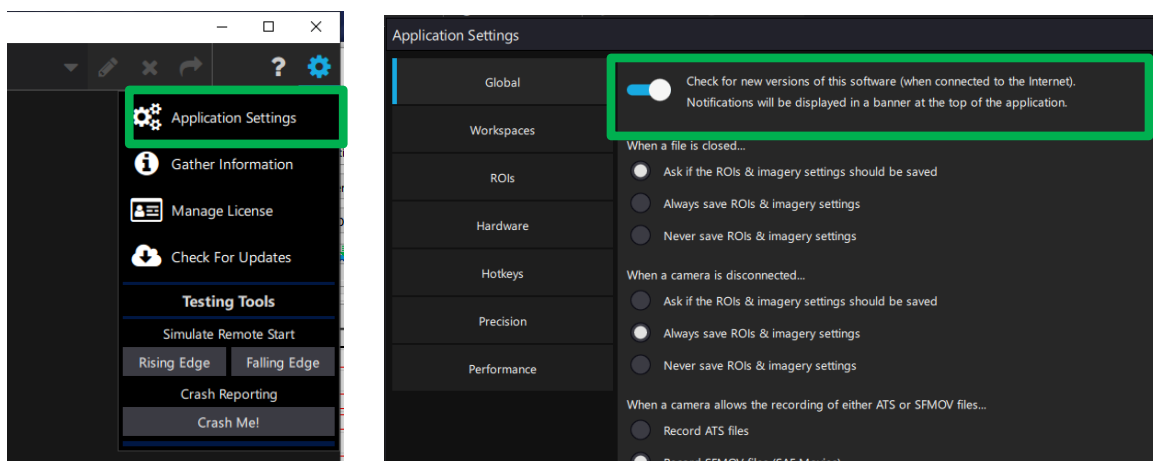 ?
Application Settings
Gather Information
Manage License
Check For Updates
Testing Tools
Simulate Remote Start
Rising Edge
Falling Edge
Crash Reporting
Crash Me!
Application Settings
Global
Workspaces
ROIs
Hardware
Hotkeys
Precision
Performance
Check for new versions of this software (when connected to the Internet).
Notifications will be displayed in a banner at the top of the application.
When a file is closed...
Ask if the ROIs & imagery settings should be saved
Always save ROIs & imagery settings
Never save ROIs & imagery settings
When a camera is disconnected...
Ask if the ROIs & imagery settings should be saved
Always save ROIs & imagery settings
Never save ROIs & imagery settings
When a camera allows the recording of either ATS or SFMOV files...
Record ATS files
Record SFMOV files (SAF Movies)